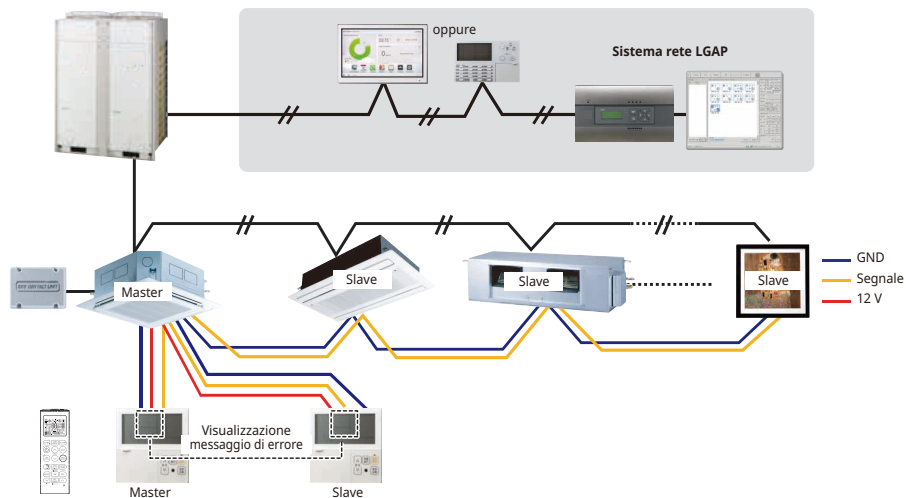 oppure
Sistema rete LGAP
Master
Slave
Slave
Slave
GND
Segnale
12 V
Visualizzazione
messaggio di errore
Master
Slave